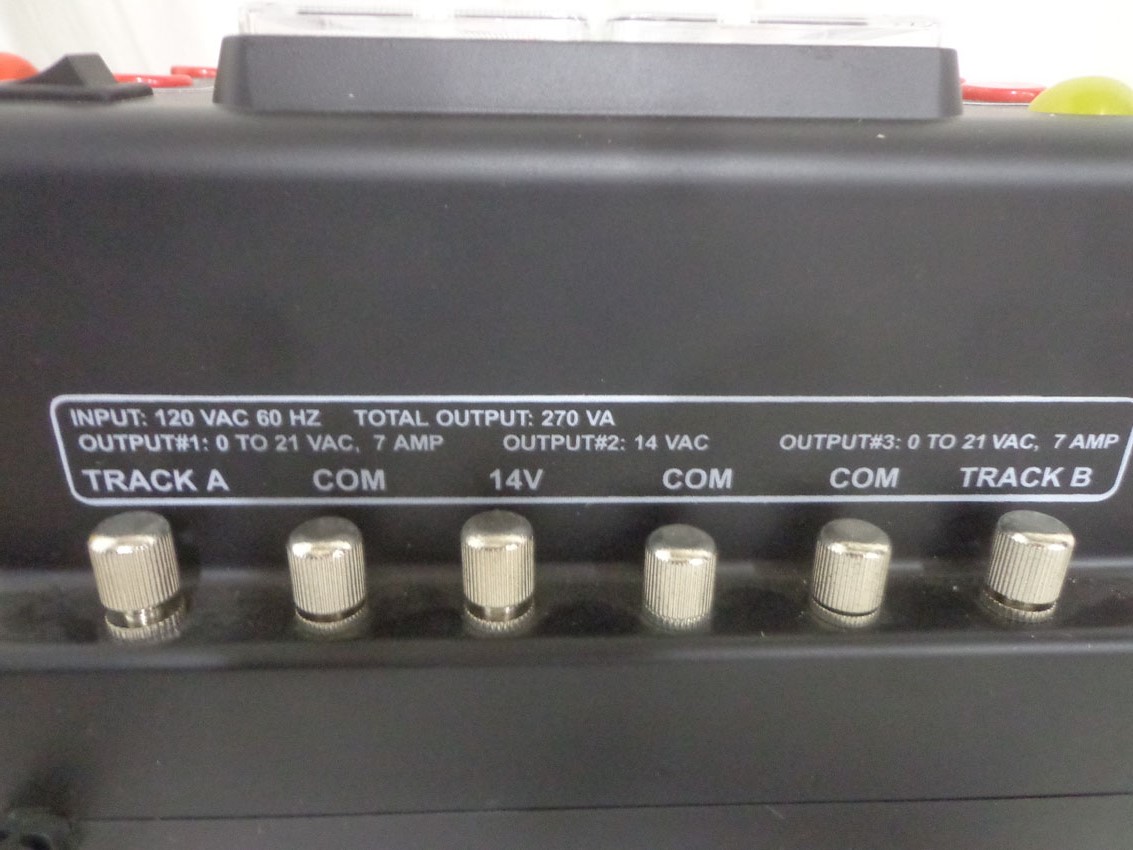 INPUT: 120 VAC 60 HZ TOTAL OUTPUT: 270 VA
OUTPUT#1: 0 TO 21 VAC, 7 AMP OUTPUT#2: 14 VAC OUTPUT#3: 0 TO 21 VAC, 7 AMP
TRACK A COM 14V COM COM TRACK B